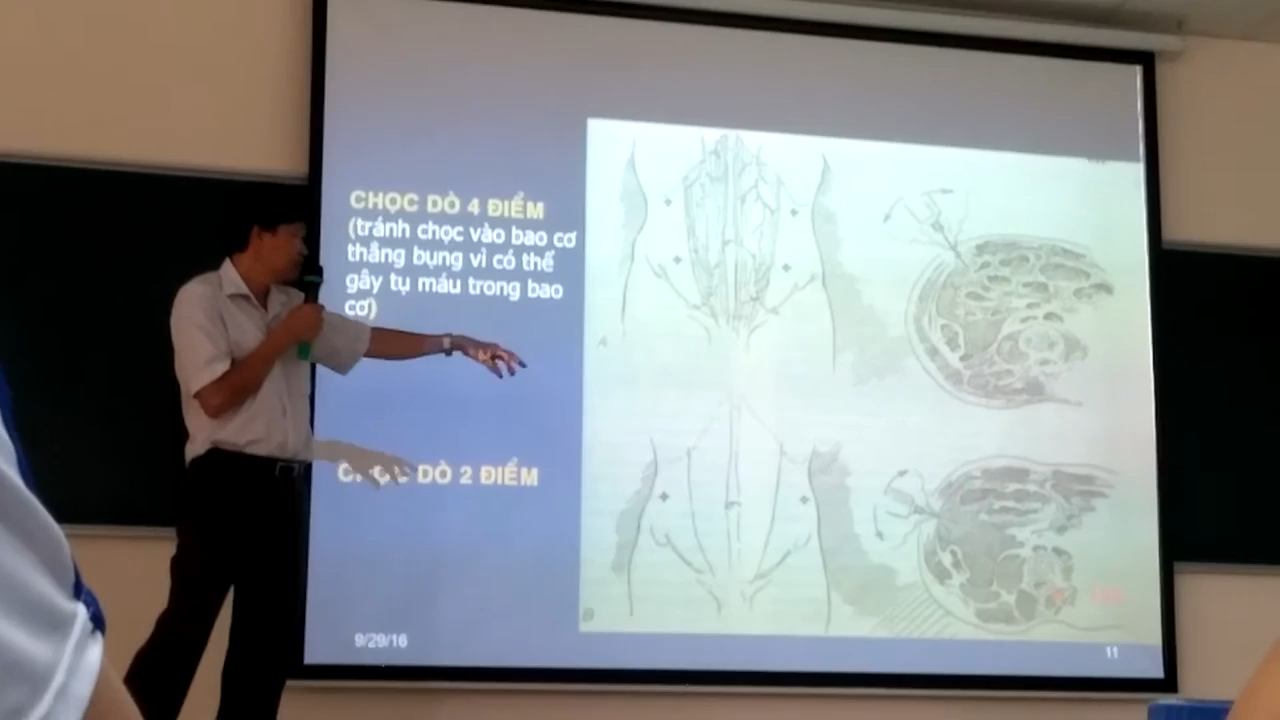 CHỌC DÒ 4 ĐIỂM
(tránh chọc vào bao cơ
thẳng bụng vì có thể
gây tụ máu trong bao
cơ)
CHỌC DÒ 2 ĐIỂM
9/29/16
11